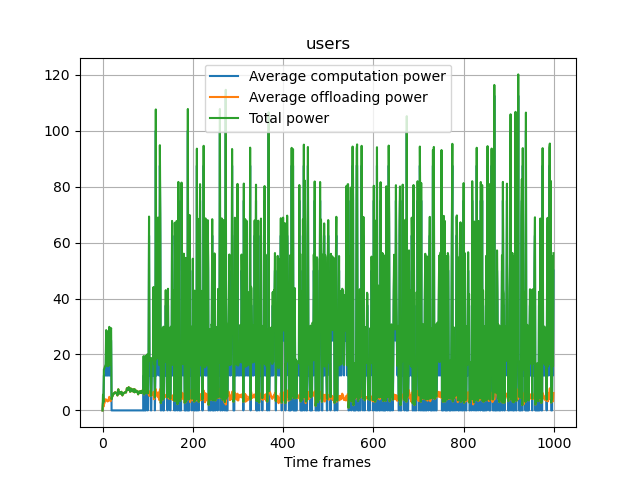 users
Average computation power
Average offloading power
Total power
120
100
80
60
40
20
0
0 200 400 600 800 1000
Time frames